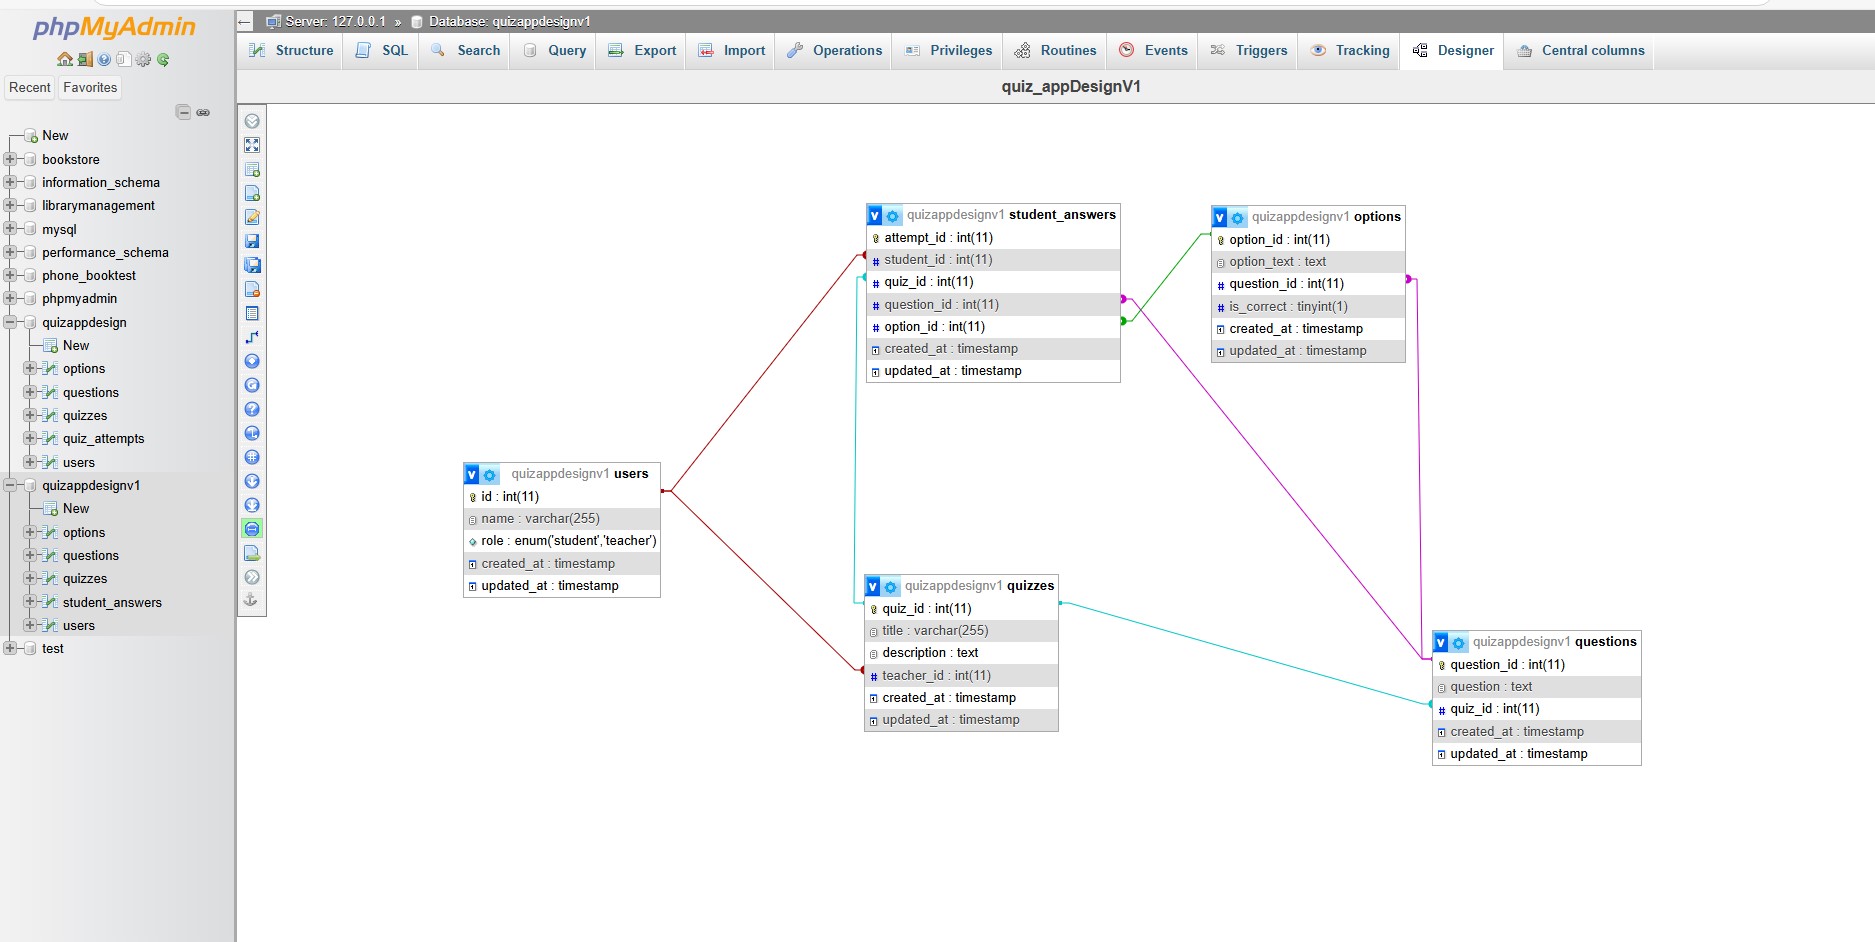 phpMyAdmin
Recent Favorites
New
bookstore
information_schema
librarymanagement
mysql
performance_schema
phone_booktest
phpmyadmin
quizappdesign
New
options
questions
quizzes
quiz_attempts
users
quizappdesignv1
New
options
questions
quizzes
student_answers
users
test
Server: 127.0.0.1 » Database: quizappdesignv1
Structure SQL Search Query Export Import Operations Privileges Routines Events Triggers Tracking Designer Central columns
quiz_appDesignV1
quizappdesignv1 student_answers
attempt_id : int(11)
student_id : int(11)
quiz_id : int(11)
question_id : int(11)
option_id : int(11)
created_at : timestamp
updated_at : timestamp
quizappdesignv1 options
option_id : int(11)
option_text : text
question_id : int(11)
is_correct : tinyint(1)
created_at : timestamp
updated_at : timestamp
quizappdesignv1 users
id : int(11)
name : varchar(255)
role : enum('student','teacher')
created_at : timestamp
updated_at : timestamp
quizappdesignv1 quizzes
quiz_id : int(11)
title : varchar(255)
description : text
teacher_id : int(11)
created_at : timestamp
updated_at : timestamp
quizappdesignv1 questions
question_id : int(11)
question : text
quiz_id : int(11)
created_at : timestamp
updated_at : timestamp